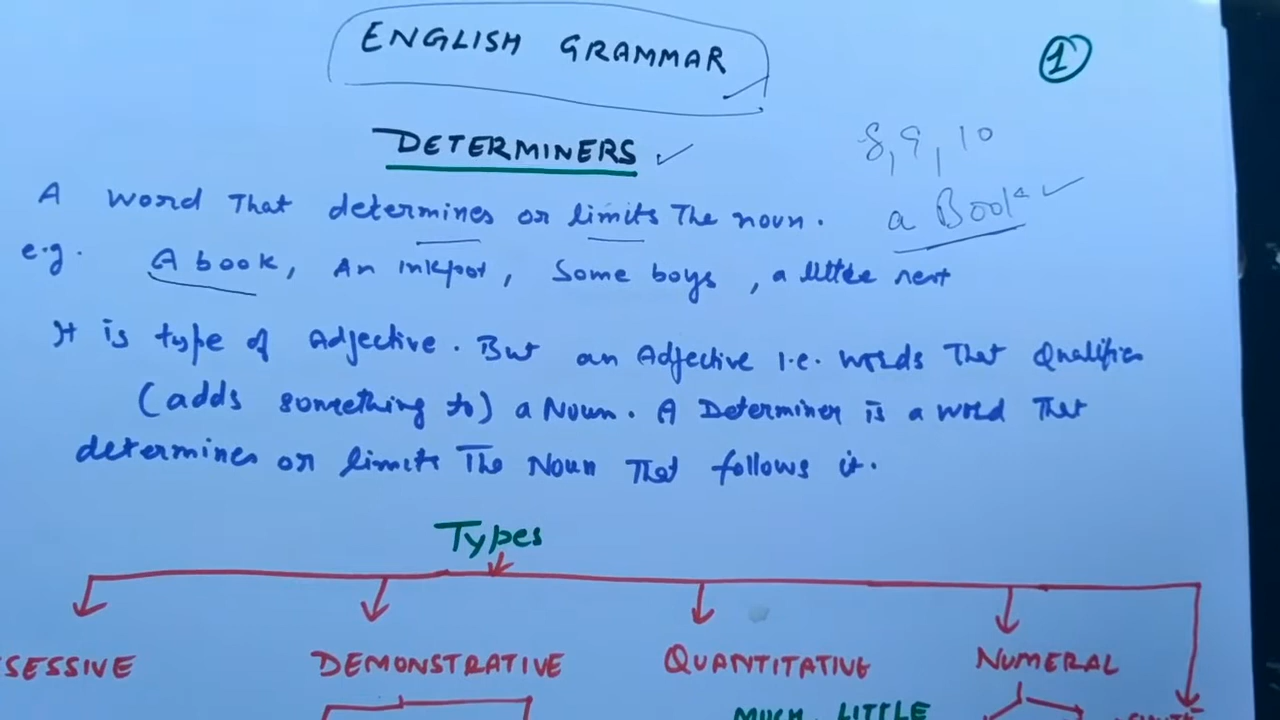 ENGLISH GRAMMAR
1
DETERMINERS
8, 9, 10
A word That determines or limits The noun.
a Book
e.g. A book, An Inkpot, Some boys, a little rest
It is type of Adjective. But an Adjective i.e. words That Qualifies
(adds something to) a Noun. A Determiner is a word That
determines or limits The Noun That follows it.
Types
SESSIVE DEMONSTRATIVE QUANTITATIVE NUMERAL
MUCH, LITTLE